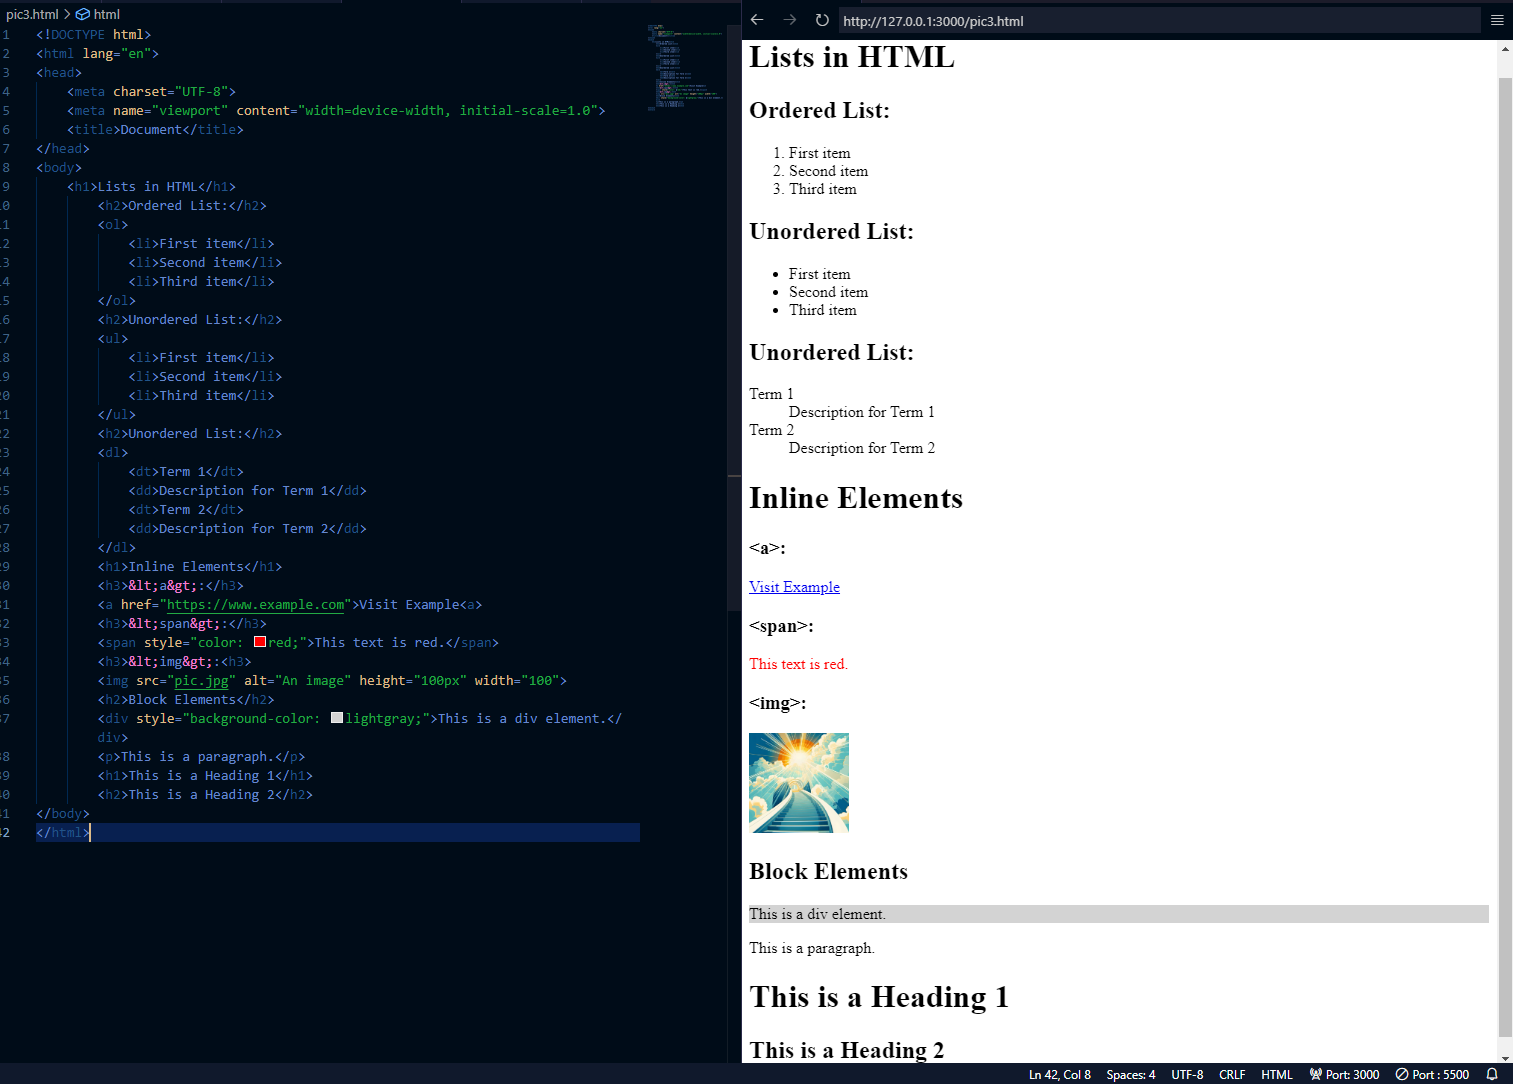 pic3.html > html
1 <!DOCTYPE html>
2 <html lang="en">
3 <head>
4 <meta charset="UTF-8">
5 <meta name="viewport" content="width=device-width, initial-scale=1.0">
6 <title>Document</title>
7 </head>
8 <body>
9 <h1>Lists in HTML</h1>
10 <h2>Ordered List:</h2>
11 <ol>
12 <li>First item</li>
13 <li>Second item</li>
14 <li>Third item</li>
15 </ol>
16 <h2>Unordered List:</h2>
17 <ul>
18 <li>First item</li>
19 <li>Second item</li>
20 <li>Third item</li>
21 </ul>
22 <h2>Unordered List:</h2>
23 <dl>
24 <dt>Term 1</dt>
25 <dd>Description for Term 1</dd>
26 <dt>Term 2</dt>
27 <dd>Description for Term 2</dd>
28 </dl>
29 <h1>Inline Elements</h1>
30 <h3>&lt;a&gt;:</h3>
31 <a href="https://www.example.com">Visit Example<a>
32 <h3>&lt;span&gt;:</h3>
33 <span style="color: red;">This text is red.</span>
34 <h3>&lt;img&gt;:<h3>
35 <img src="pic.jpg" alt="An image" height="100px" width="100">
36 <h2>Block Elements</h2>
37 <div style="background-color: lightgray;">This is a div element.</
div>
38 <p>This is a paragraph.</p>
39 <h1>This is a Heading 1</h1>
40 <h2>This is a Heading 2</h2>
41 </body>
42 </html>
http://127.0.0.1:3000/pic3.html
Lists in HTML
Ordered List:
1. First item
2. Second item
3. Third item
Unordered List:
• First item
• Second item
• Third item
Unordered List:
Term 1
Description for Term 1
Term 2
Description for Term 2
Inline Elements
<a>:
Visit Example
<span>:
This text is red.
<img>:
Block Elements
This is a div element.
This is a paragraph.
This is a Heading 1
This is a Heading 2
Ln 42, Col 8 Spaces: 4 UTF-8 CRLF HTML Port: 3000 Port : 5500